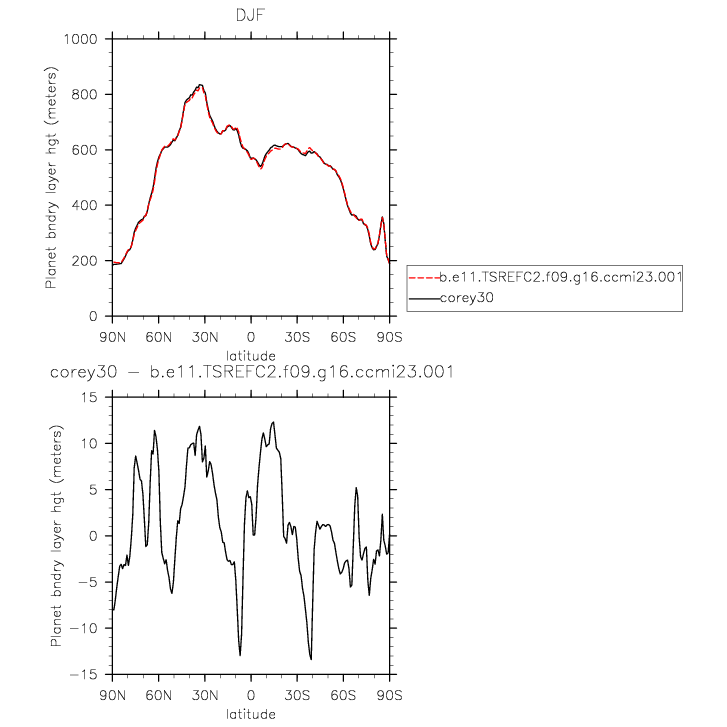 DJF
1000
800
600
400
200
0
Planet bndry layer hgt (meters)
90N 60N 30N 0 30S 60S 90S
latitude
b.e11.TSREFC2.f09.g16.ccmi23.001
corey30
corey30 − b.e11.TSREFC2.f09.g16.ccmi23.001
15
10
5
0
−5
−10
−15
Planet bndry layer hgt (meters)
90N 60N 30N 0 30S 60S 90S
latitude